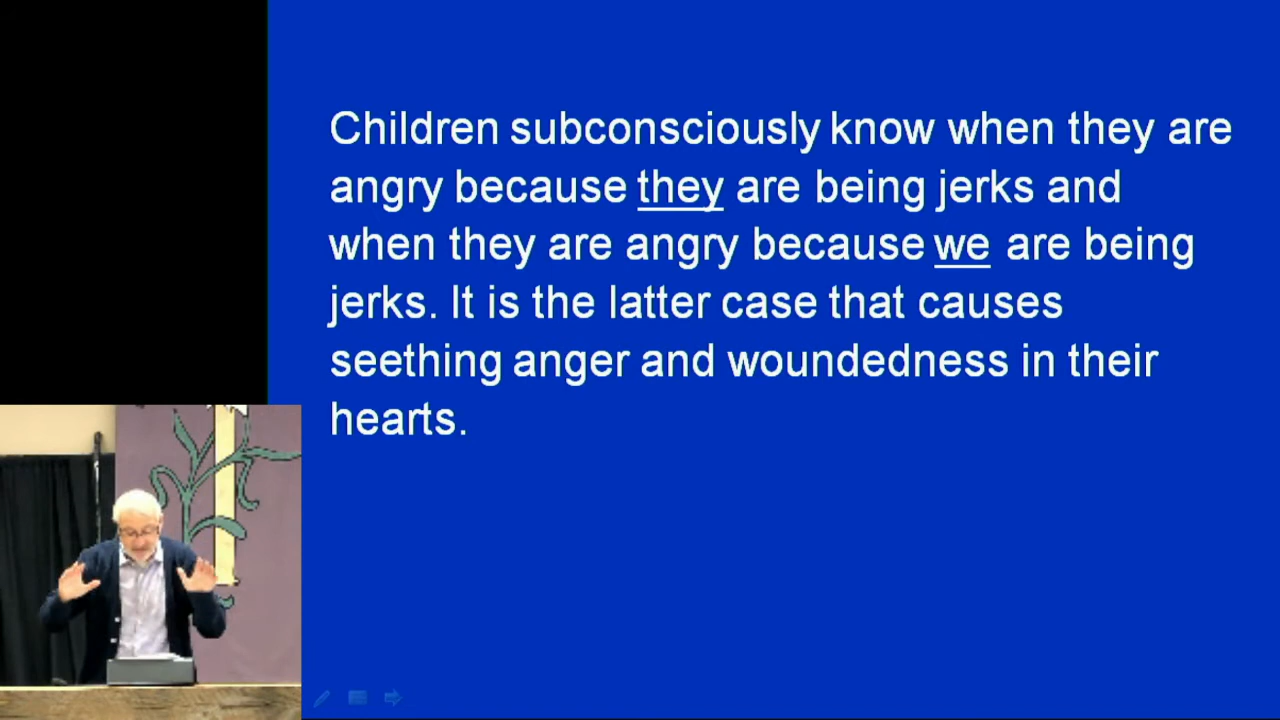 Children subconsciously know when they are
angry because they are being jerks and
when they are angry because we are being
jerks. It is the latter case that causes
seething anger and woundedness in their
hearts.